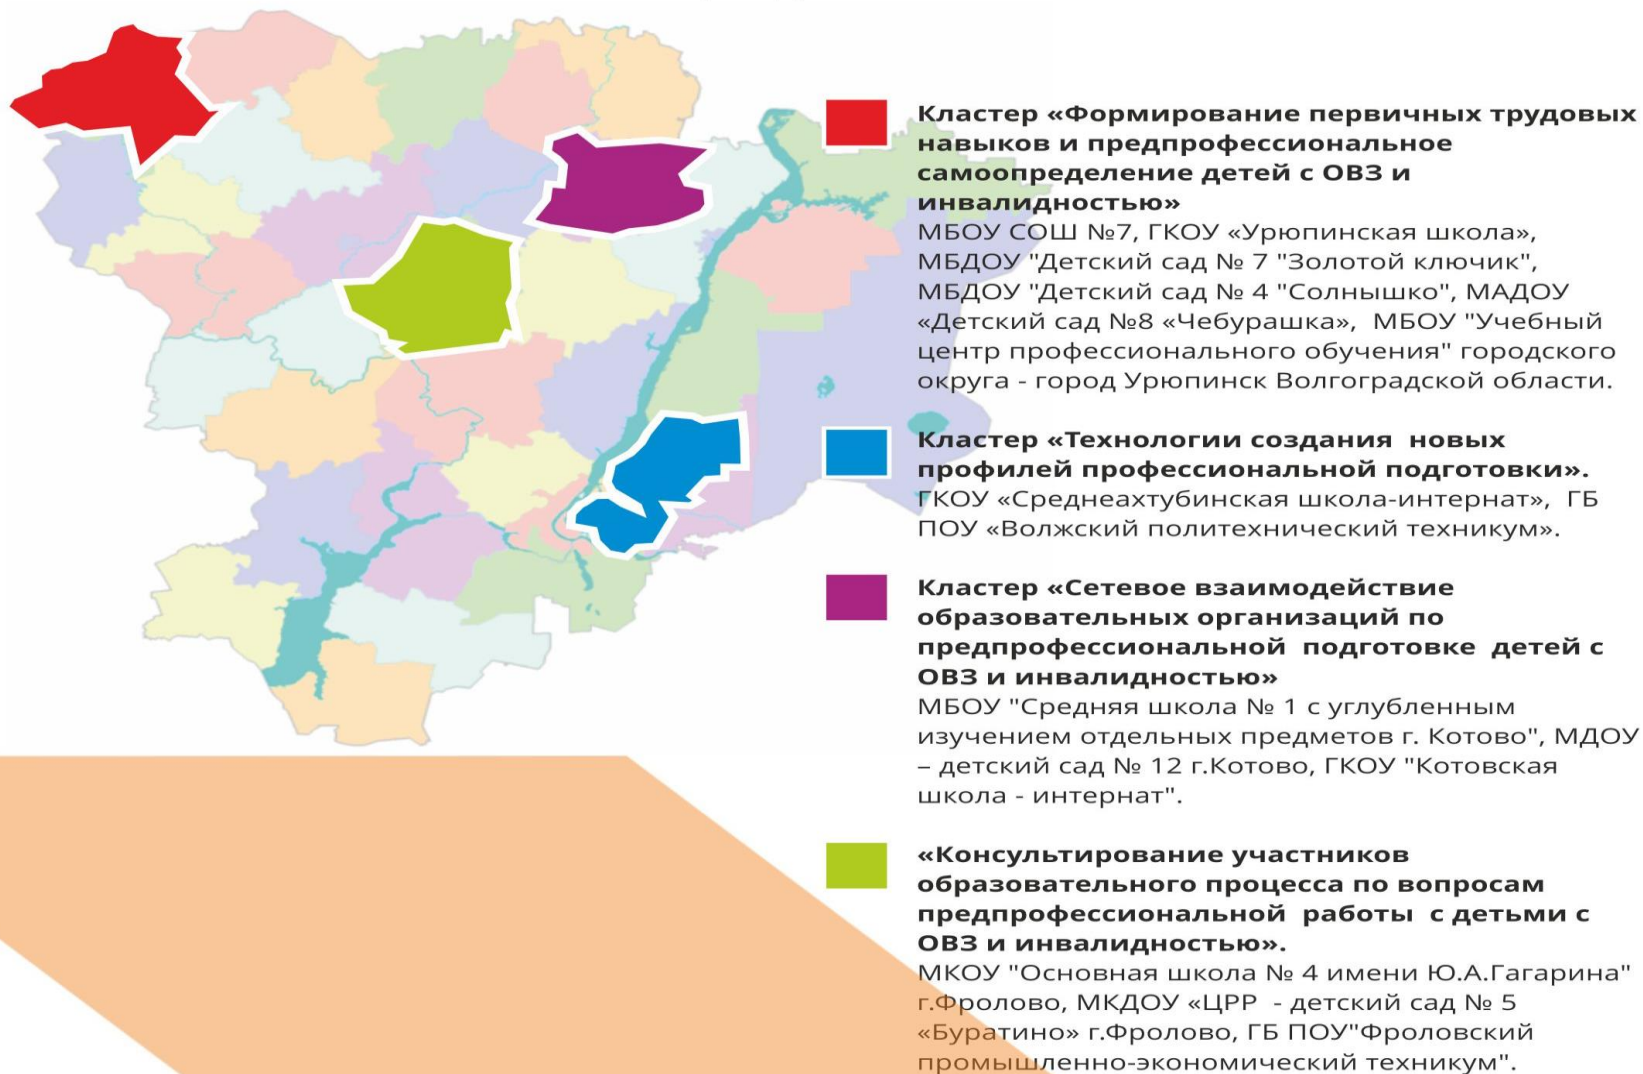 Кластер «Формирование первичных трудовых
навыков и предпрофессиональное
самоопределение детей с ОВЗ и
инвалидностью»
МБОУ СОШ №7, ГКОУ «Урюпинская школа»,
МБДОУ "Детский сад № 7 "Золотой ключик",
МБДОУ "Детский сад № 4 "Солнышко", МАДОУ
«Детский сад №8 «Чебурашка», МБОУ "Учебный
центр профессионального обучения" городского
округа - город Урюпинск Волгоградской области.
Кластер «Технологии создания новых
профилей профессиональной подготовки».
ГКОУ «Среднеахтубинская школа-интернат», ГБ
ПОУ «Волжский политехнический техникум».
Кластер «Сетевое взаимодействие
образовательных организаций по
предпрофессиональной подготовке детей с
ОВЗ и инвалидностью»
МБОУ "Средняя школа № 1 с углубленным
изучением отдельных предметов г. Котово", МДОУ
– детский сад № 12 г.Котово, ГКОУ "Котовская
школа - интернат".
«Консультирование участников
образовательного процесса по вопросам
предпрофессиональной работы с детьми с
ОВЗ и инвалидностью».
МКОУ "Основная школа № 4 имени Ю.А.Гагарина"
г.Фролово, МКДОУ «ЦРР - детский сад № 5
«Буратино» г.Фролово, ГБ ПОУ"Фроловский
промышленно-экономический техникум".